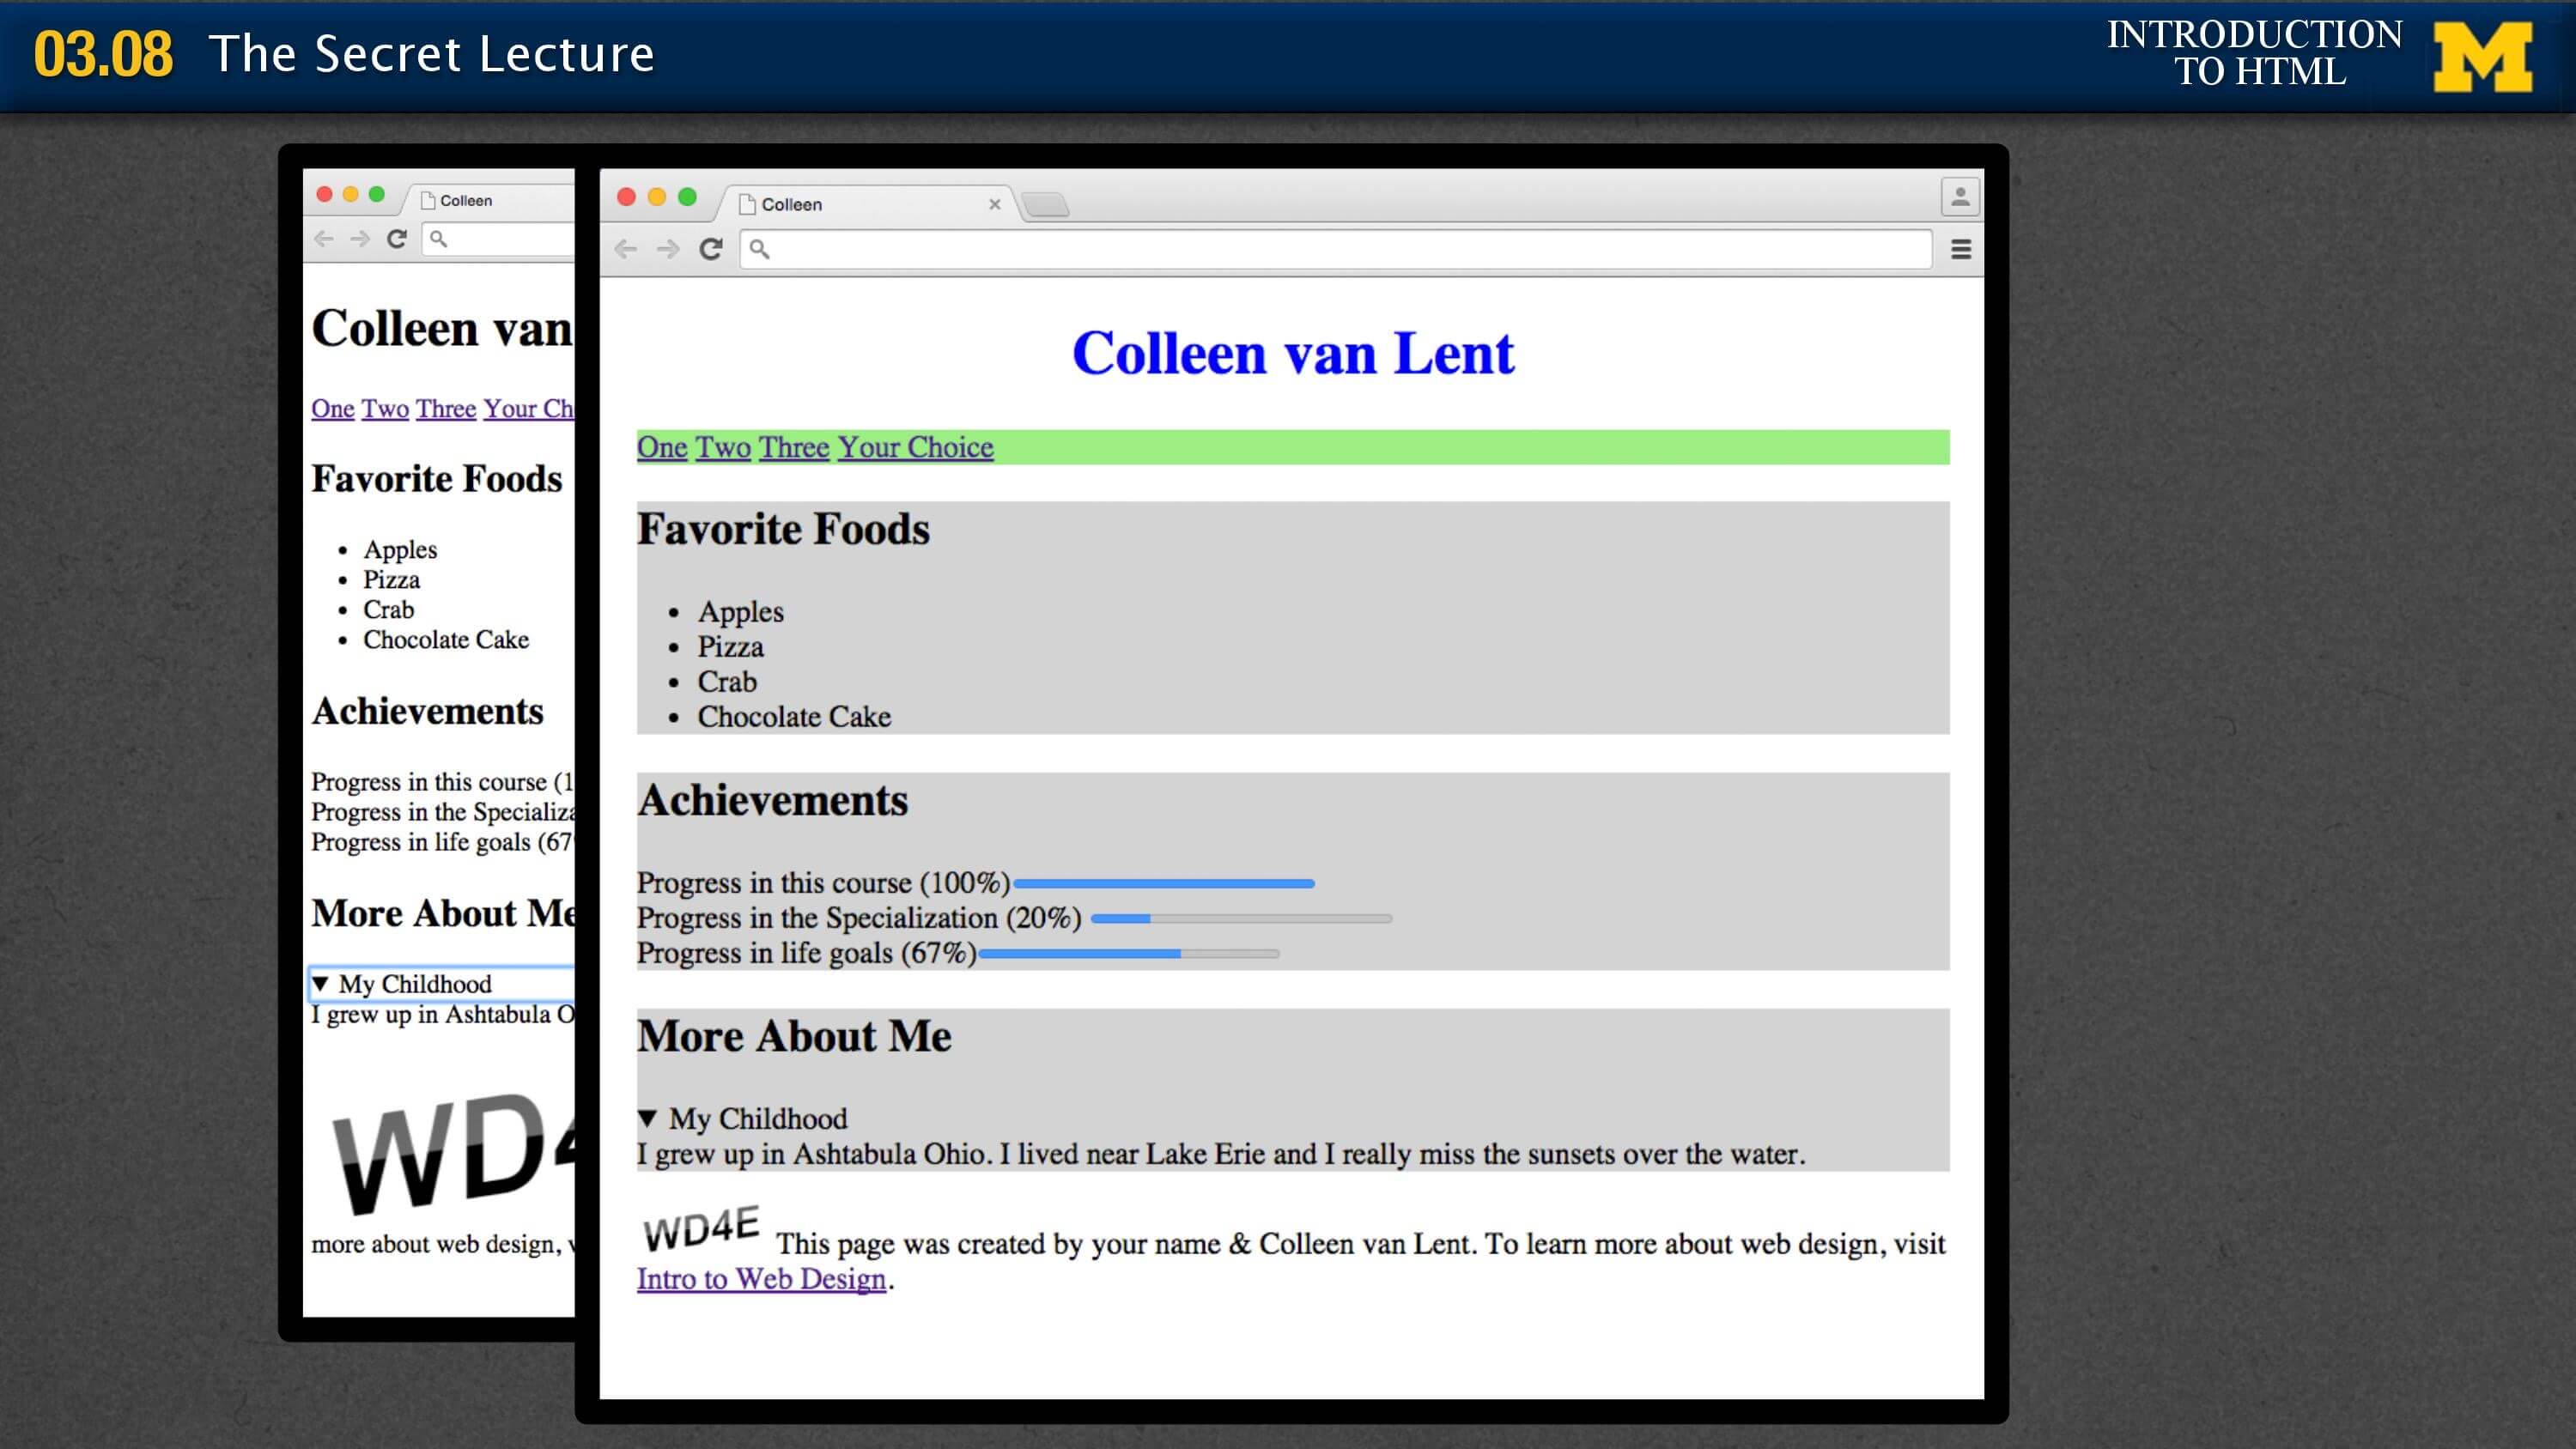 03.08 The Secret Lecture
INTRODUCTION
TO HTML
M
Colleen
Colleen van
One Two Three Your Ch
Favorite Foods
Apples
Pizza
Crab
Chocolate Cake
Achievements
Progress in this course (1
Progress in the Specializa
Progress in life goals (67
More About Me
My Childhood
I grew up in Ashtabula O
WD4
more about web design,
Colleen
Colleen van Lent
One Two Three Your Choice
Favorite Foods
Apples
Pizza
Crab
Chocolate Cake
Achievements
Progress in this course (100%)
Progress in the Specialization (20%)
Progress in life goals (67%)
More About Me
My Childhood
I grew up in Ashtabula Ohio. I lived near Lake Erie and I really miss the sunsets over the water.
WD4E This page was created by your name & Colleen van Lent. To learn more about web design, visit
Intro to Web Design.